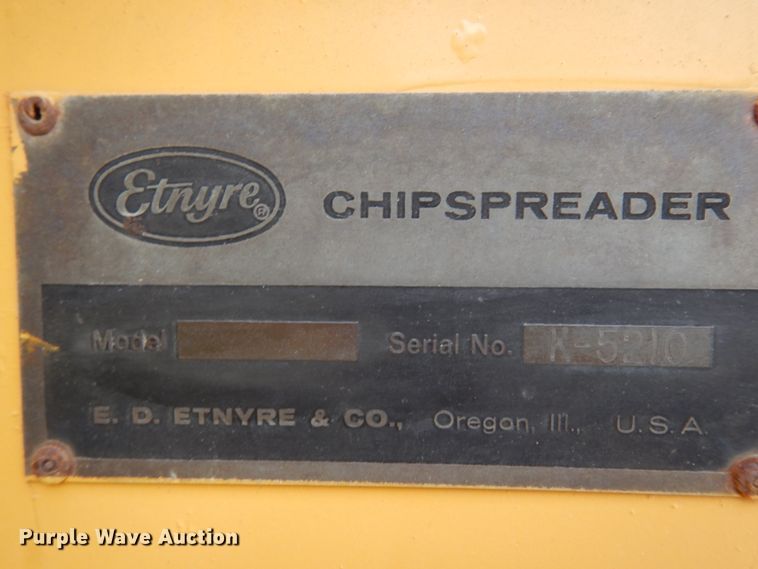 Etnyre ®
CHIPSPREADER
Model
Serial No. K-5210
E. D. ETNYRE & CO., Oregon, Ill., U.S.A.
Purple Wave Auction